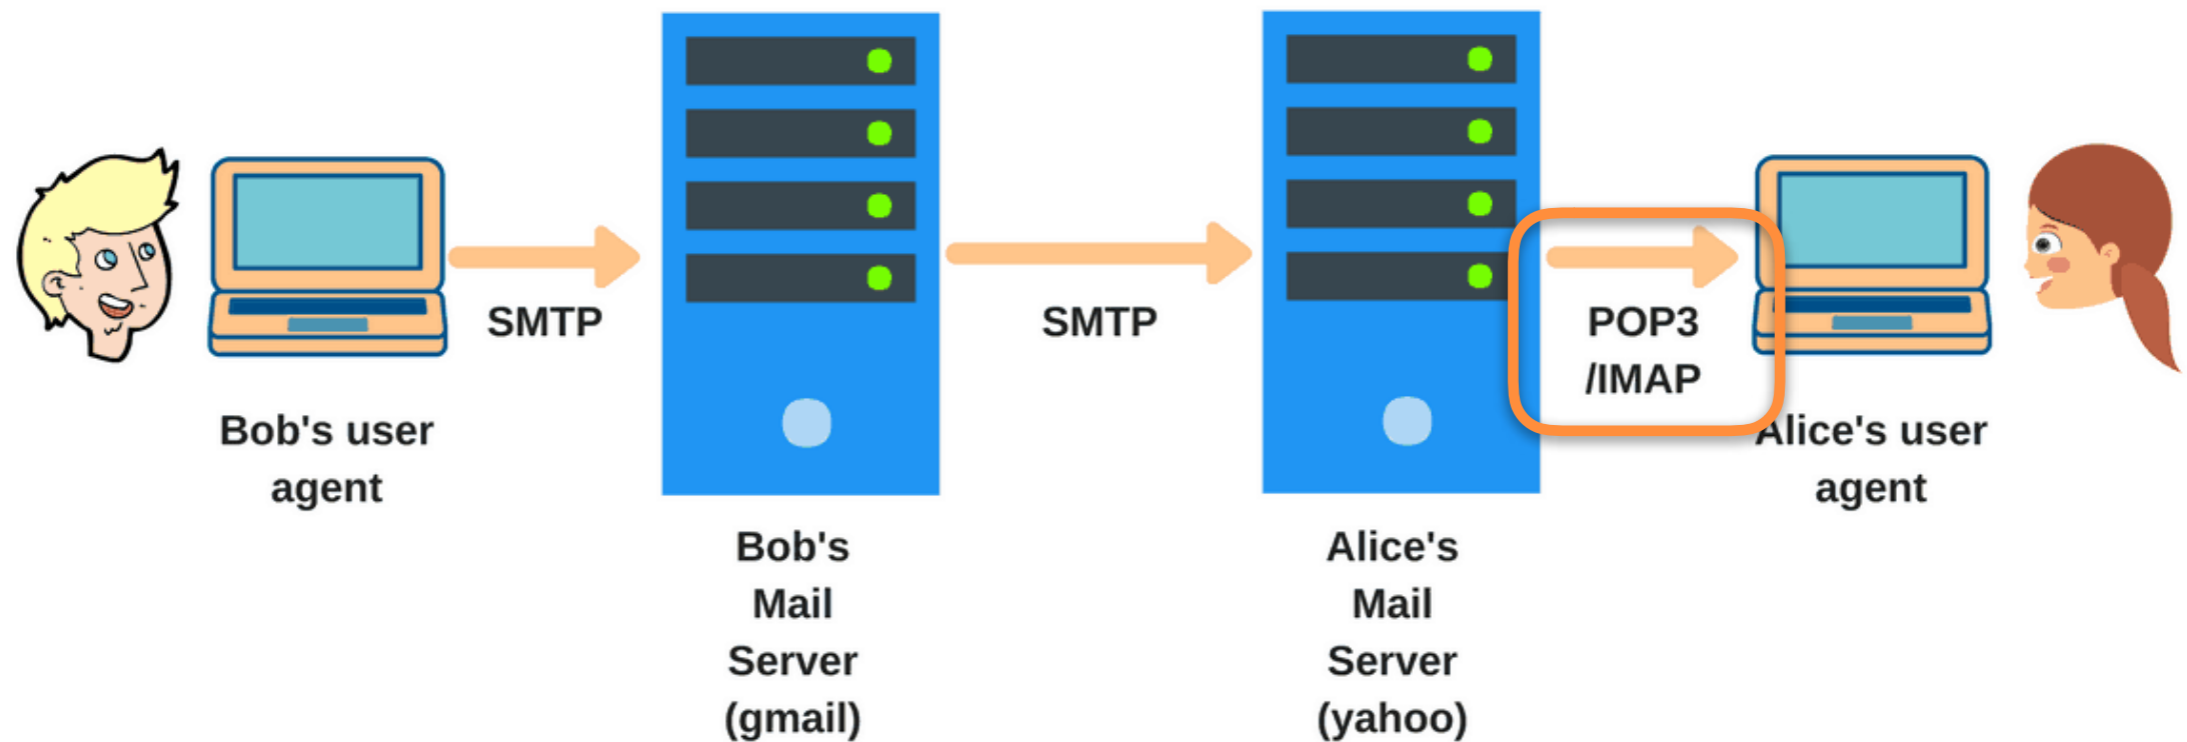 SMTP
SMTP
POP3
/IMAP
Bob's user
agent
Alice's user
agent
Bob's
Mail
Server
(gmail)
Alice's
Mail
Server
(yahoo)